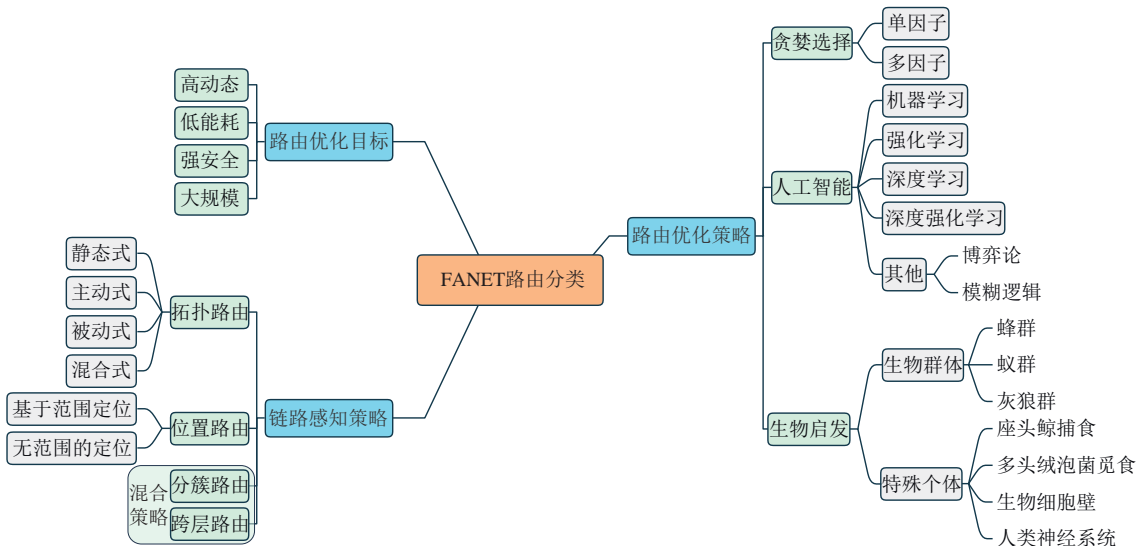 FANET路由分类
路由优化目标
高动态
低能耗
强安全
大规模
链路感知策略
拓扑路由
静态式
主动式
被动式
混合式
位置路由
基于范围定位
无范围的定位
混合
策略
分簇路由
跨层路由
路由优化策略
贪婪选择
单因子
多因子
人工智能
机器学习
强化学习
深度学习
深度强化学习
其他
博弈论
模糊逻辑
生物启发
生物群体
蜂群
蚁群
灰狼群
特殊个体
座头鲸捕食
多头绒泡菌觅食
生物细胞壁
人类神经系统